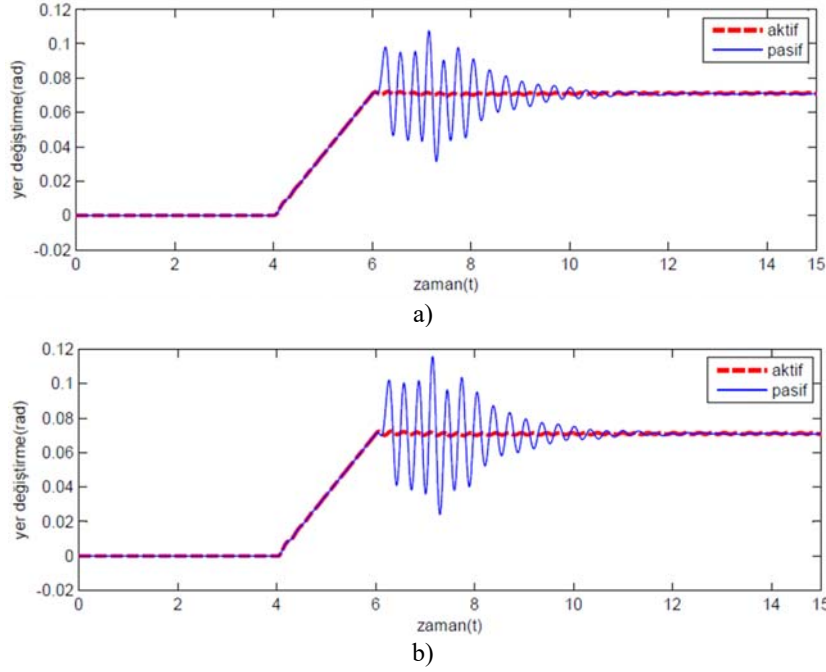 0.12
0.1
0.08
0.06
0.04
0.02
0
-0.02
yer değiştirme(rad)
aktif
pasif
0 2 4 6 8 10 12 14 15
zaman(t)
a)
0.12
0.1
0.08
0.06
0.04
0.02
0
-0.02
yer değiştirme(rad)
aktif
pasif
0 2 4 6 8 10 12 14 15
zaman(t)
b)